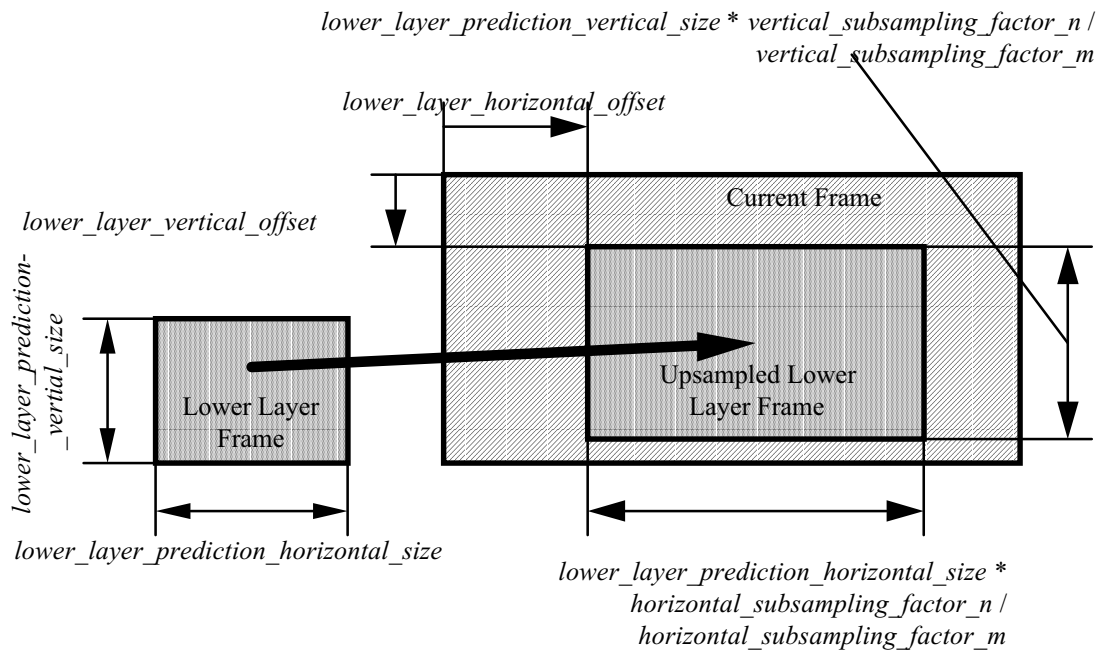 lower_layer_prediction_vertical_size * vertical_subsampling_factor_n /
vertical_subsampling_factor_m
lower_layer_horizontal_offset
Current Frame
lower_layer_vertical_offset
lower_layer_prediction-
_vertial_size
Upsampled Lower
Layer Frame
Lower Layer
Frame
lower_layer_prediction_horizontal_size
lower_layer_prediction_horizontal_size *
horizontal_subsampling_factor_n /
horizontal_subsampling_factor_m